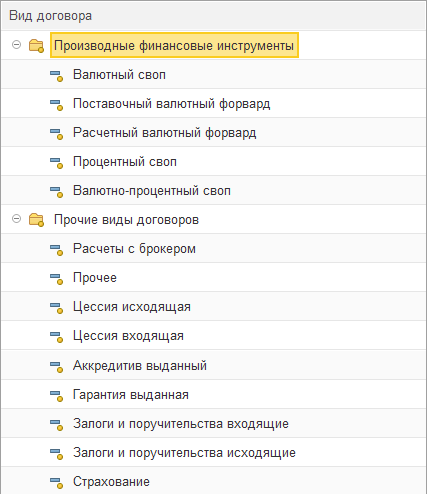 Вид договора
Производные финансовые инструменты
Валютный своп
Поставочный валютный форвард
Расчетный валютный форвард
Процентный своп
Валютно-процентный своп
Прочие виды договоров
Расчеты с брокером
Прочее
Цессия исходящая
Цессия входящая
Аккредитив выданный
Гарантия выданная
Залоги и поручительства входящие
Залоги и поручительства исходящие
Страхование